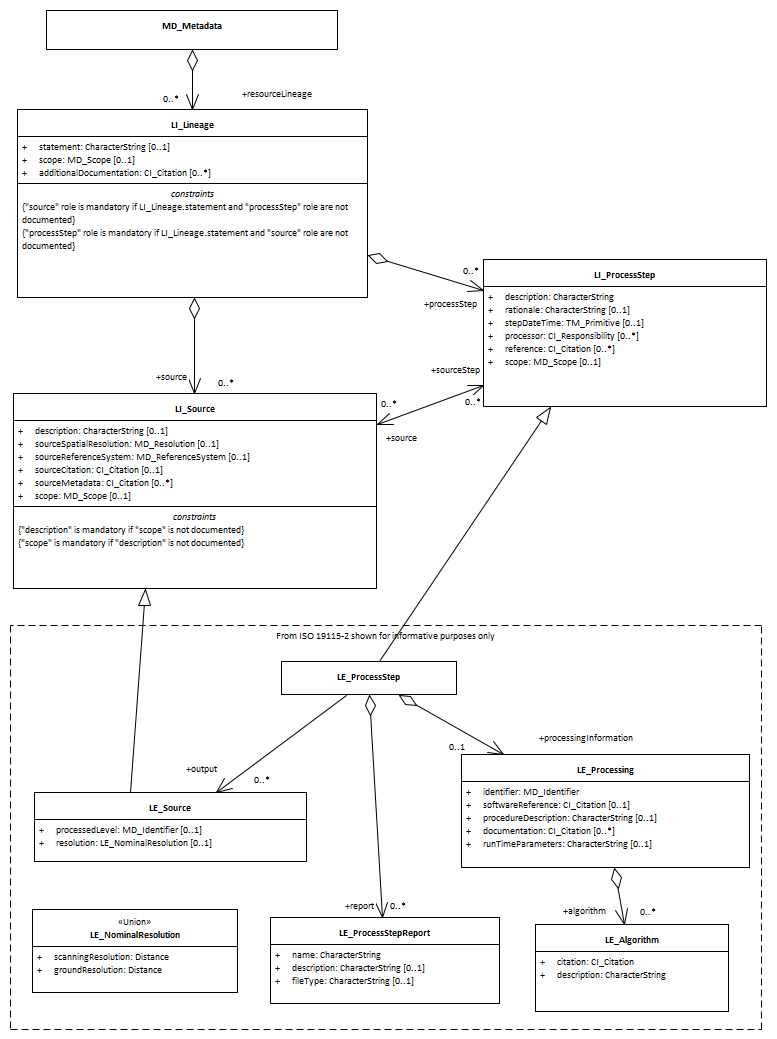 MD_Metadata
0..*
+resourceLineage
LI_Lineage
+ statement: CharacterString [0..1]
+ scope: MD_Scope [0..1]
+ additionalDocumentation: CI_Citation [0..*]
constraints
{"source" role is mandatory if LI_Lineage.statement and "processStep" role are not
documented}
{"processStep" role is mandatory if LI_Lineage.statement and "source" role are not
documented}
0..*
+processStep
LI_ProcessStep
+ description: CharacterString
+ rationale: CharacterString [0..1]
+ stepDateTime: TM_Primitive [0..1]
+ processor: CI_Responsibility [0..*]
+ reference: CI_Citation [0..*]
+ scope: MD_Scope [0..1]
+source
0..*
+sourceStep
0..*
0..*
+source
LI_Source
+ description: CharacterString [0..1]
+ sourceSpatialResolution: MD_Resolution [0..1]
+ sourceReferenceSystem: MD_ReferenceSystem [0..1]
+ sourceCitation: CI_Citation [0..1]
+ sourceMetadata: CI_Citation [0..*]
+ scope: MD_Scope [0..1]
constraints
{"description" is mandatory if "scope" is not documented}
{"scope" is mandatory if "description" is not documented}
From ISO 19115-2 shown for informative purposes only
LE_ProcessStep
+output
0..*
0..1
+processingInformation
LE_Processing
+ identifier: MD_Identifier
+ softwareReference: CI_Citation [0..1]
+ procedureDescription: CharacterString [0..1]
+ documentation: CI_Citation [0..*]
+ runTimeParameters: CharacterString [0..1]
LE_Source
+ processedLevel: MD_Identifier [0..1]
+ resolution: LE_NominalResolution [0..1]
+report
0..*
+algorithm
0..*
«Union»
LE_NominalResolution
+ scanningResolution: Distance
+ groundResolution: Distance
LE_ProcessStepReport
+ name: CharacterString
+ description: CharacterString [0..1]
+ fileType: CharacterString [0..1]
LE_Algorithm
+ citation: CI_Citation
+ description: CharacterString